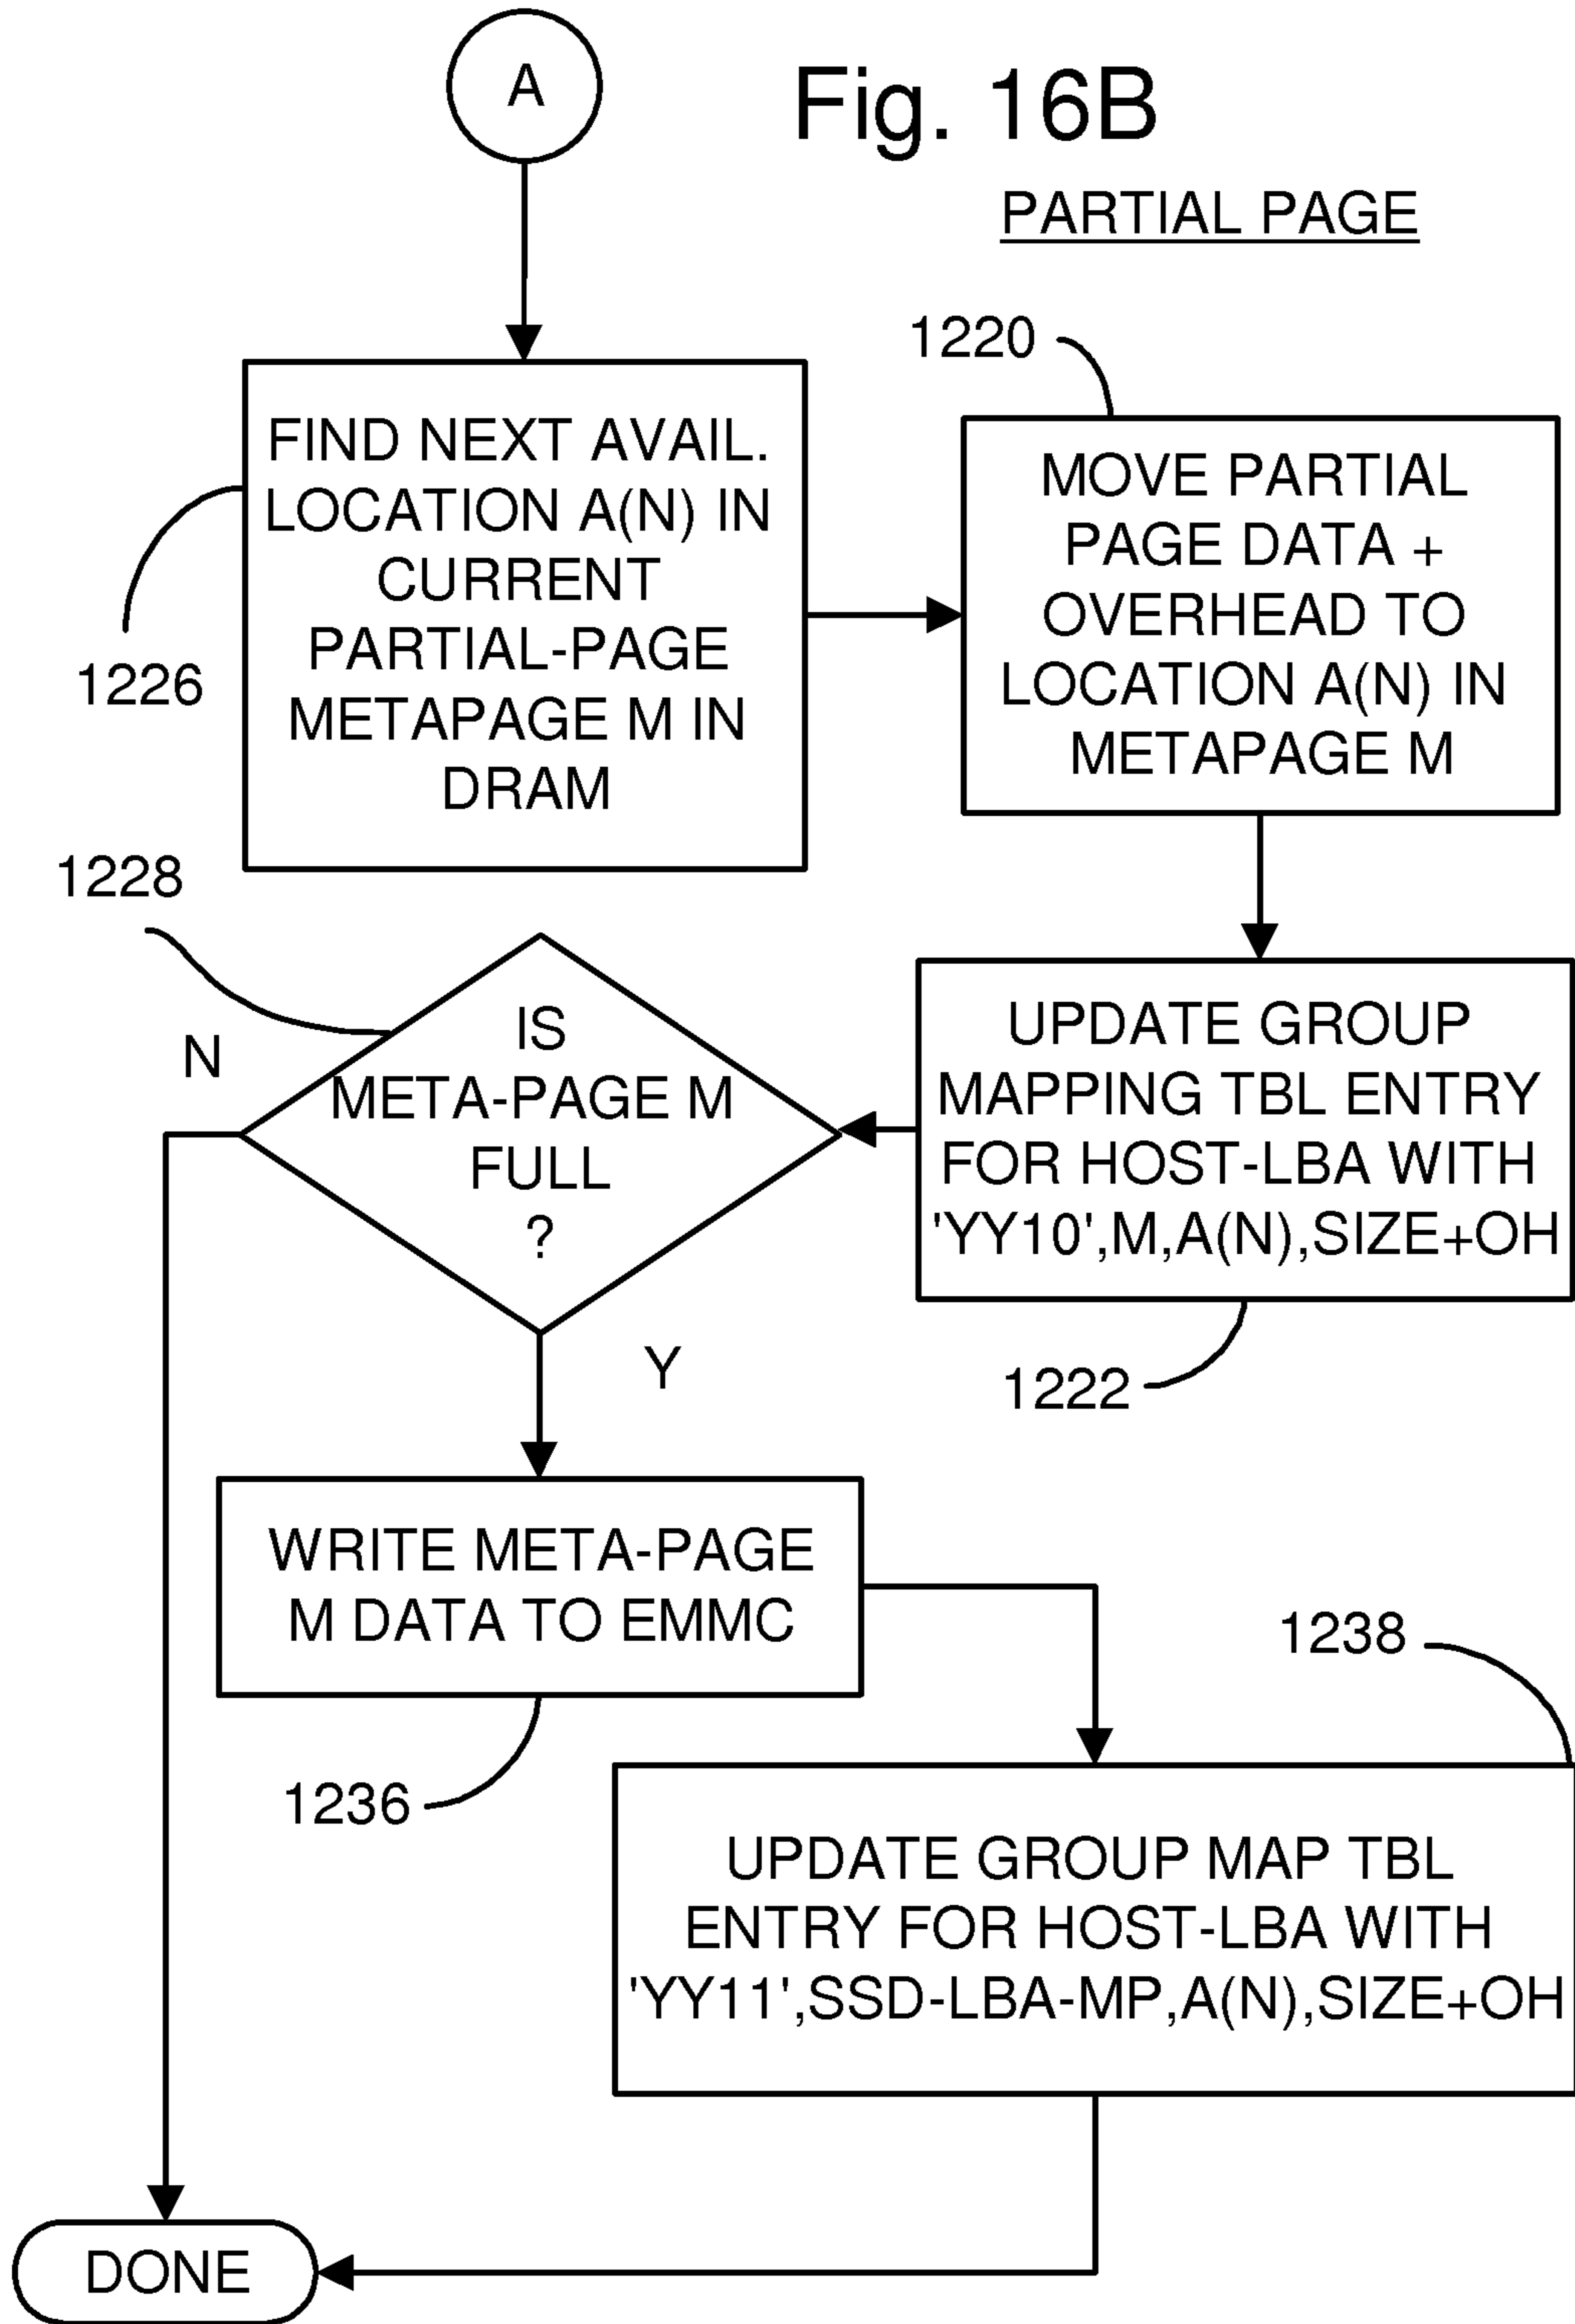 A
Fig. 16B
PARTIAL PAGE
1226
FIND NEXT AVAIL.
LOCATION A(N) IN
CURRENT
PARTIAL-PAGE
METAPAGE M IN
DRAM
1220
MOVE PARTIAL
PAGE DATA +
OVERHEAD TO
LOCATION A(N) IN
METAPAGE M
UPDATE GROUP
MAPPING TBL ENTRY
FOR HOST-LBA WITH
'YY10',M,A(N),SIZE+OH
1222
1228
IS
META-PAGE M
FULL
?
N
Y
WRITE META-PAGE
M DATA TO EMMC
1236
1238
UPDATE GROUP MAP TBL
ENTRY FOR HOST-LBA WITH
'YY11',SSD-LBA-MP,A(N),SIZE+OH
DONE